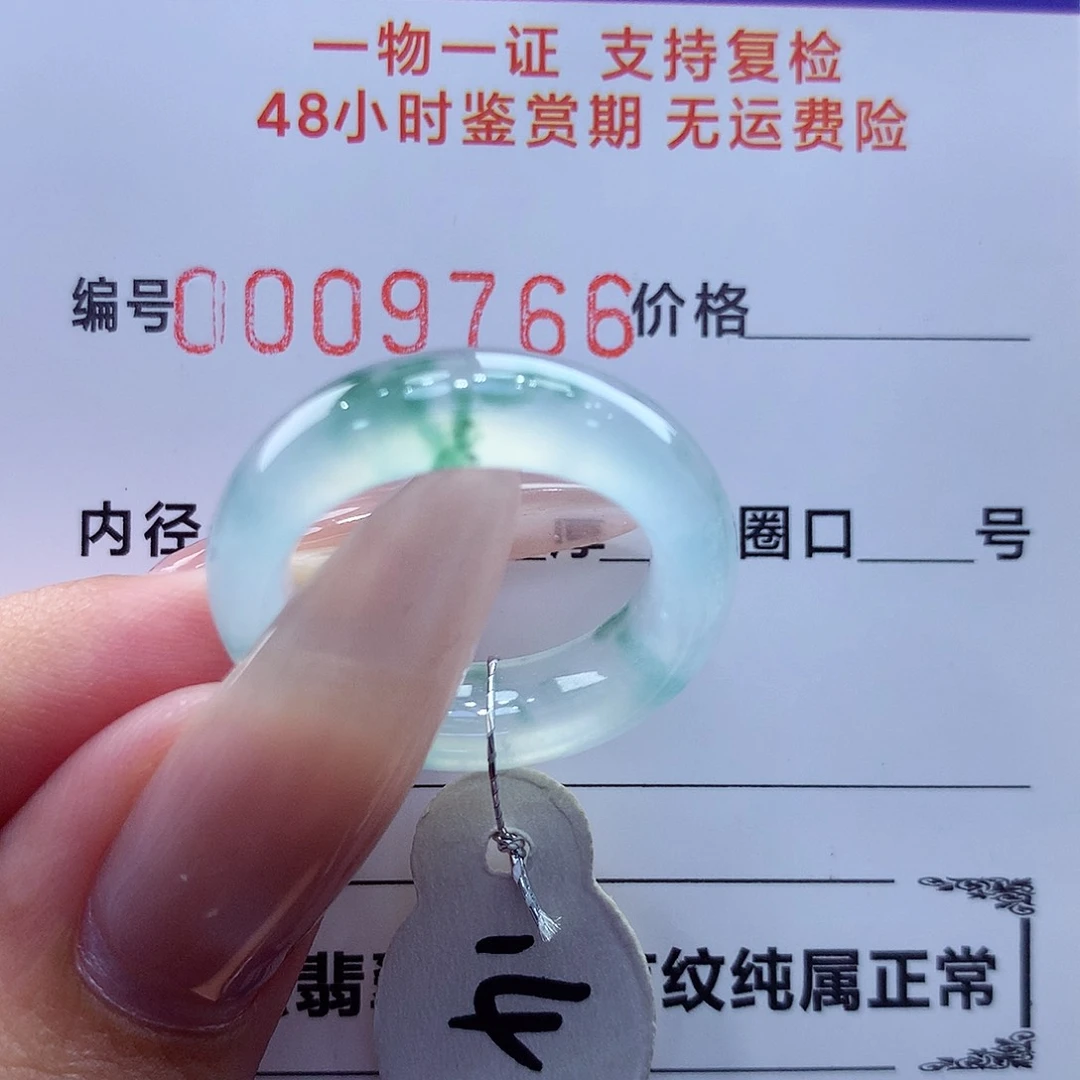 一物一证 支持复检
48小时鉴赏期 无运费险
编号0009766价格
内径 厚 圈口 号
翡 纹纯属正常